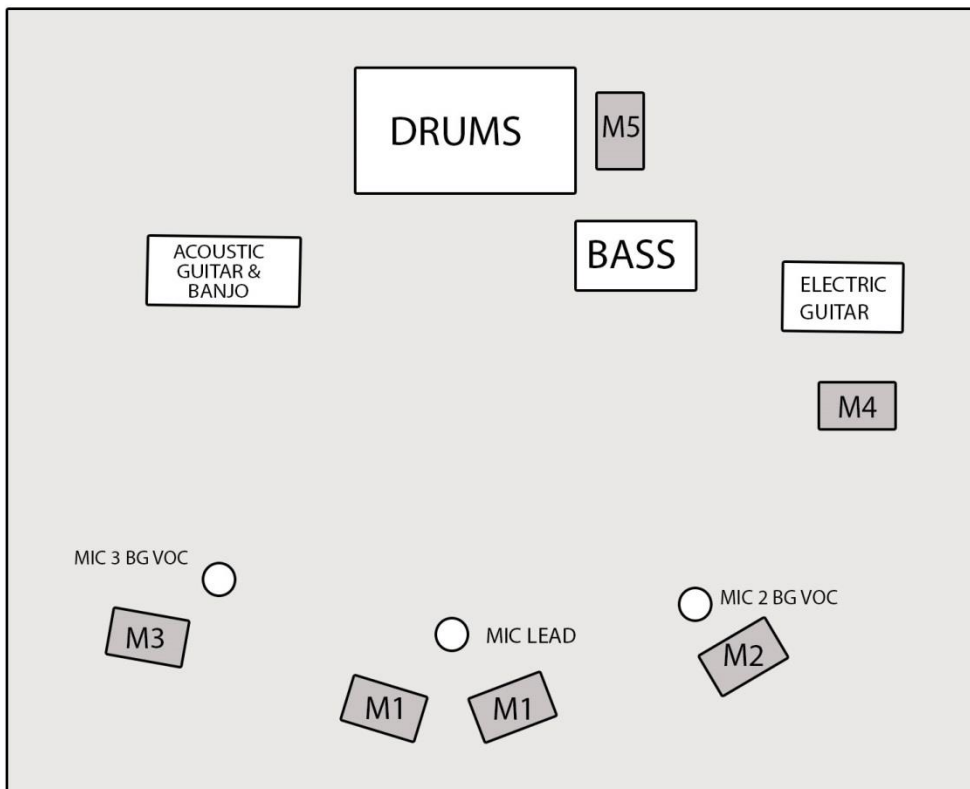 DRUMS
M5
BASS
ACOUSTIC
GUITAR &
BANJO
ELECTRIC
GUITAR
M4
MIC 3 BG VOC
MIC 2 BG VOC
M3
MIC LEAD
M2
M1
M1